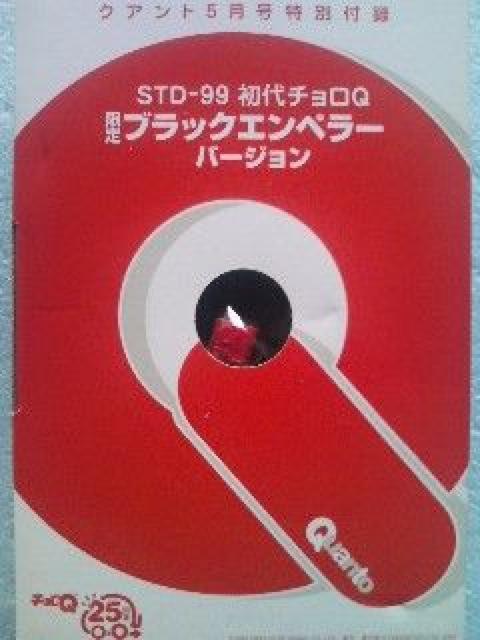 クアント5月号特別付録
STD-99 初代チョロQ
限定ブラックエンペラー
バージョン
Quanto
チョロQ 25